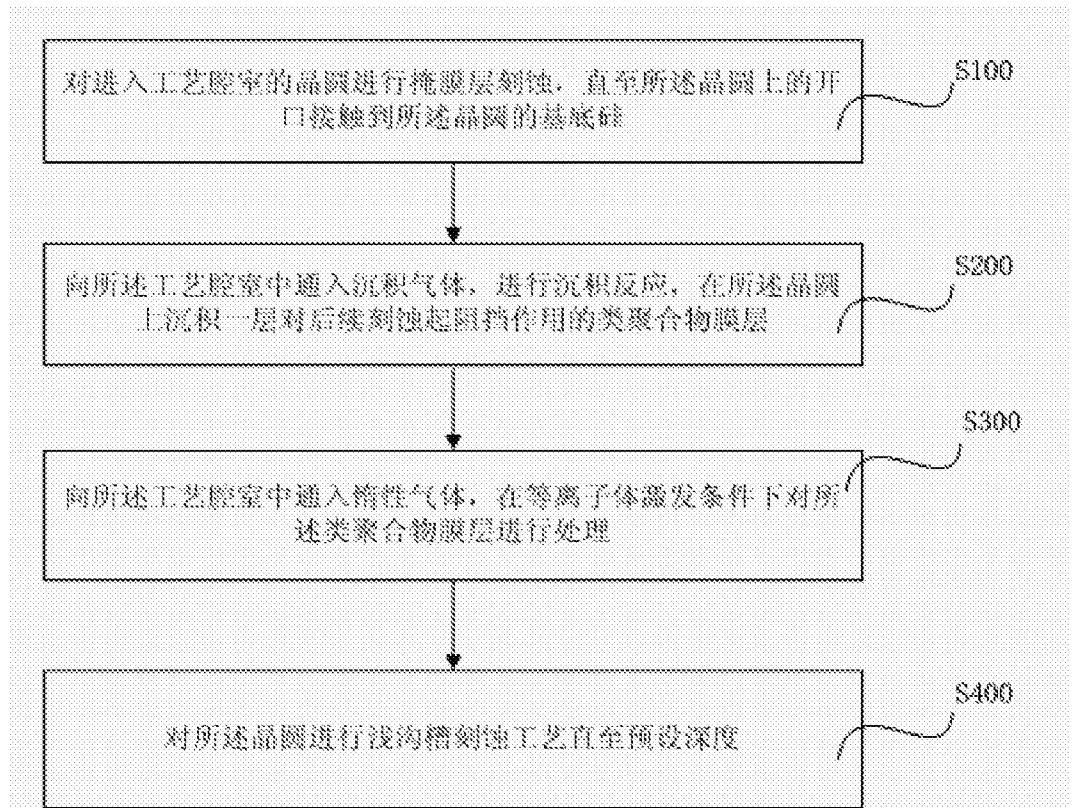 对进入工艺腔室的晶圆进行掩膜层刻蚀，直至所述晶圆上的开
口接触到所述晶圆的基底硅
S100
向所述工艺腔室中通入沉积气体，进行沉积反应，在所述晶圆
上沉积一层对后续刻蚀起阻挡作用的类聚合物膜层
S200
向所述工艺腔室中通入惰性气体，在等离子体激发条件下对所
述类聚合物膜层进行处理
S300
对所述晶圆进行浅沟槽刻蚀工艺直至预设深度
S400